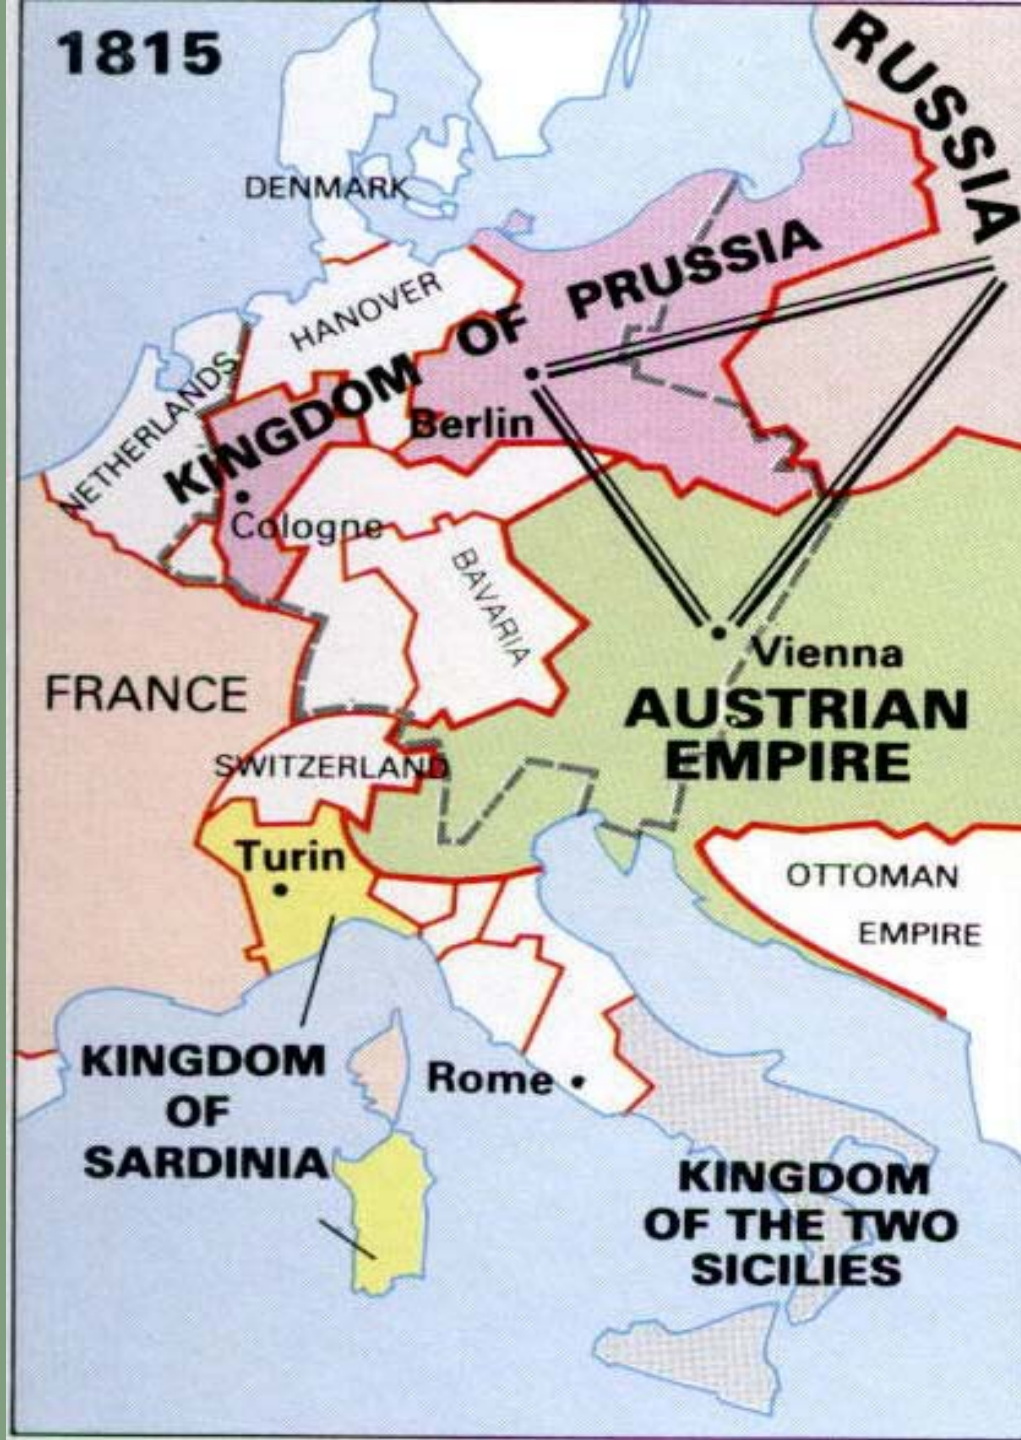 1815
RUSSIA
DENMARK
HANOVER
KINGDOM OF PRUSSIA
NETHERLANDS
Berlin
Cologne
BAVARIA
Vienna
FRANCE
AUSTRIAN
EMPIRE
SWITZERLAND
Turin
OTTOMAN
EMPIRE
KINGDOM
OF
SARDINIA
Rome
KINGDOM
OF THE TWO
SICILIES